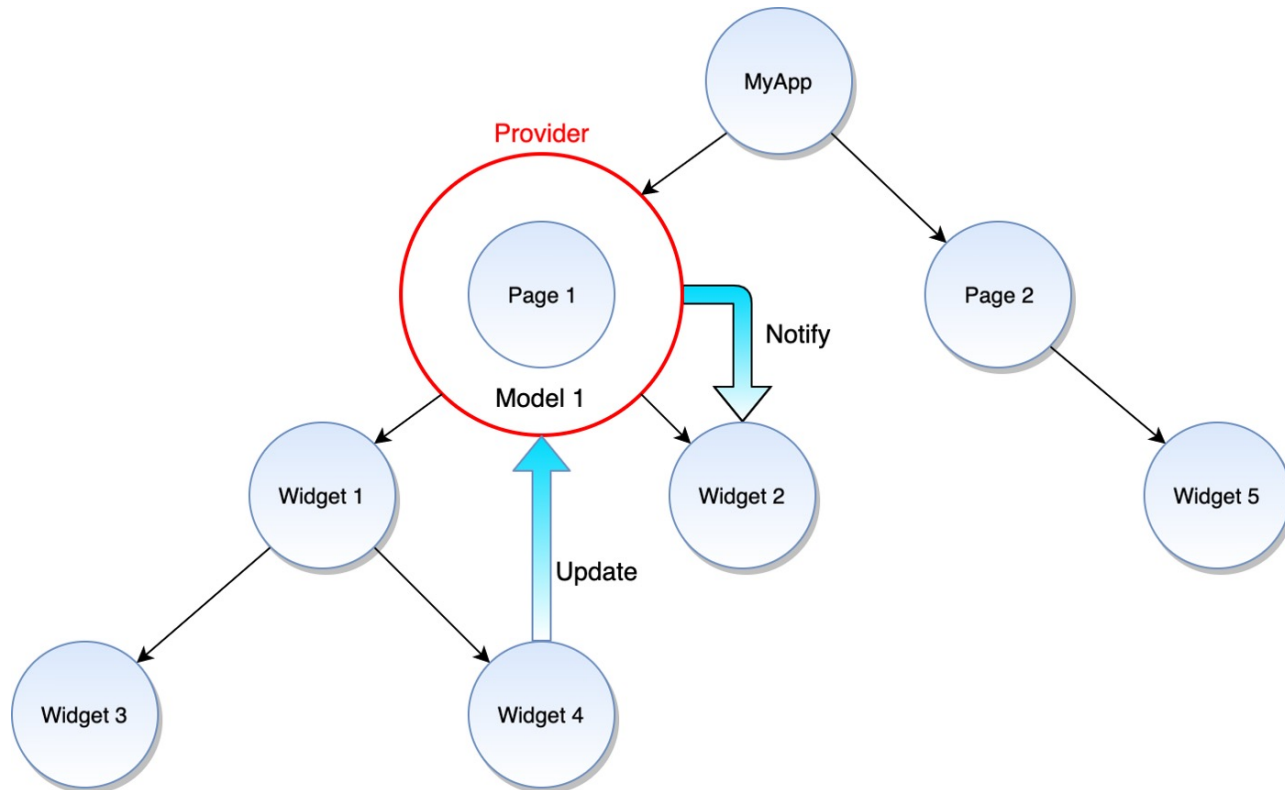 MyApp
Provider
Page 1
Page 2
Notify
Model 1
Widget 1
Widget 2
Widget 5
Update
Widget 3
Widget 4